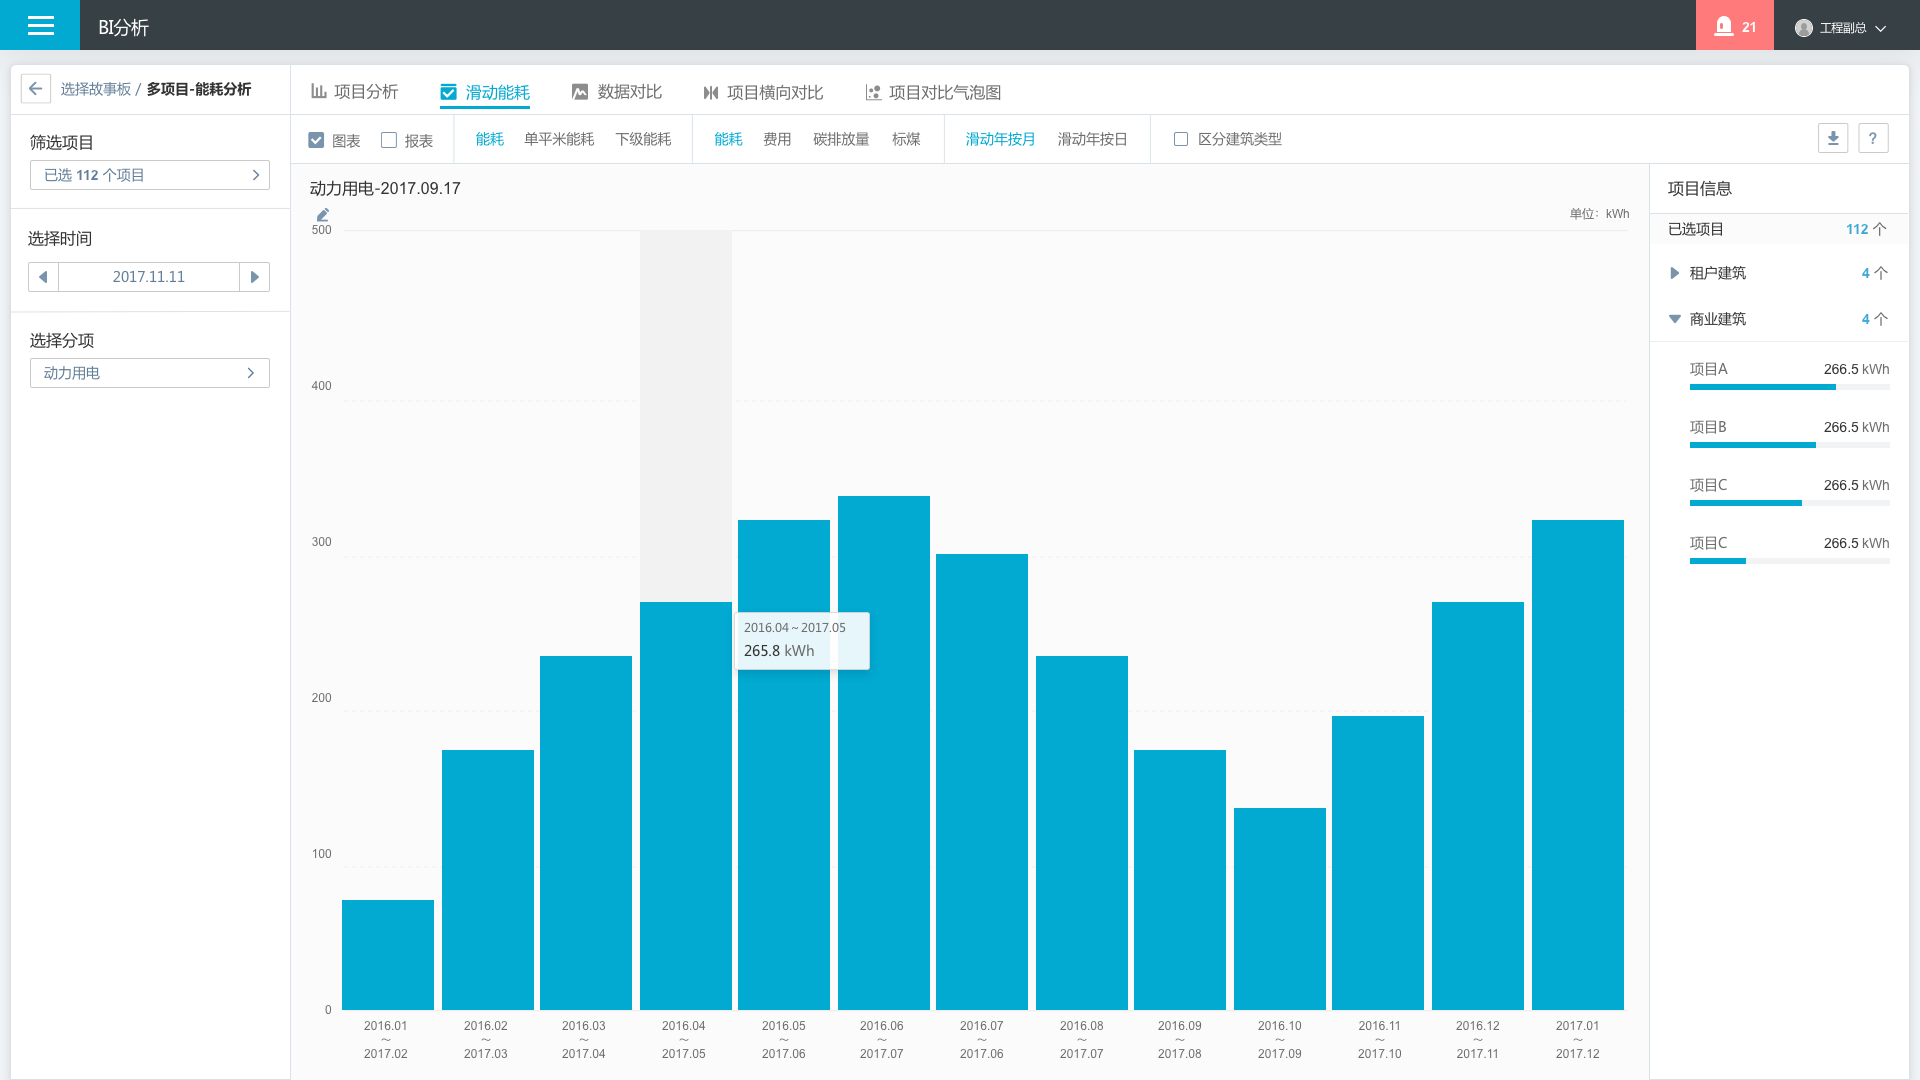 BI分析
21
工程副总
选择故事板 / 多项目-能耗分析
项目分析
滑动能耗
数据对比
项目横向对比
项目对比气泡图
图表
报表
能耗
单平米能耗
下级能耗
能耗
费用
碳排放量
标煤
滑动年按月
滑动年按日
区分建筑类型
?
筛选项目
已选 112 个项目
选择时间
2017.11.11
选择分项
动力用电
动力用电-2017.09.17
单位：kWh
500
400
300
200
100
0
2016.04 ~ 2017.05
265.8 kWh
2016.01
~
2017.02
2016.02
~
2017.03
2016.03
~
2017.04
2016.04
~
2017.05
2016.05
~
2017.06
2016.06
~
2017.07
2016.07
~
2017.06
2016.08
~
2017.07
2016.09
~
2017.08
2016.10
~
2017.09
2016.11
~
2017.10
2016.12
~
2017.11
2017.01
~
2017.12
项目信息
已选项目 112 个
租户建筑 4 个
商业建筑 4 个
项目A 266.5 kWh
项目B 266.5 kWh
项目C 266.5 kWh
项目C 266.5 kWh